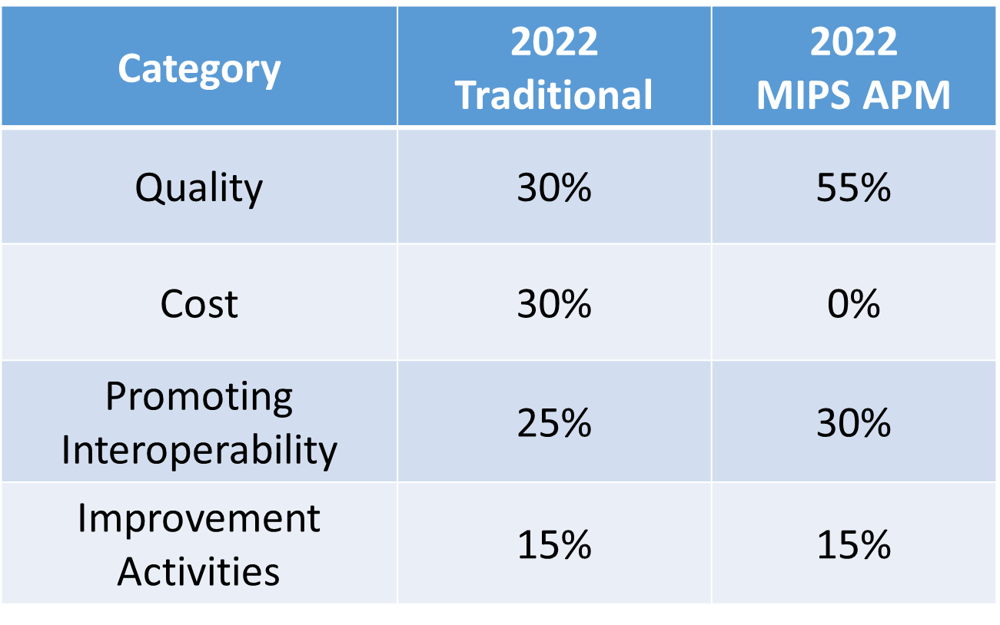 Category
2022
Traditional
2022
MIPS APM
Quality
30%
55%
Cost
30%
0%
Promoting
Interoperability
25%
30%
Improvement
Activities
15%
15%